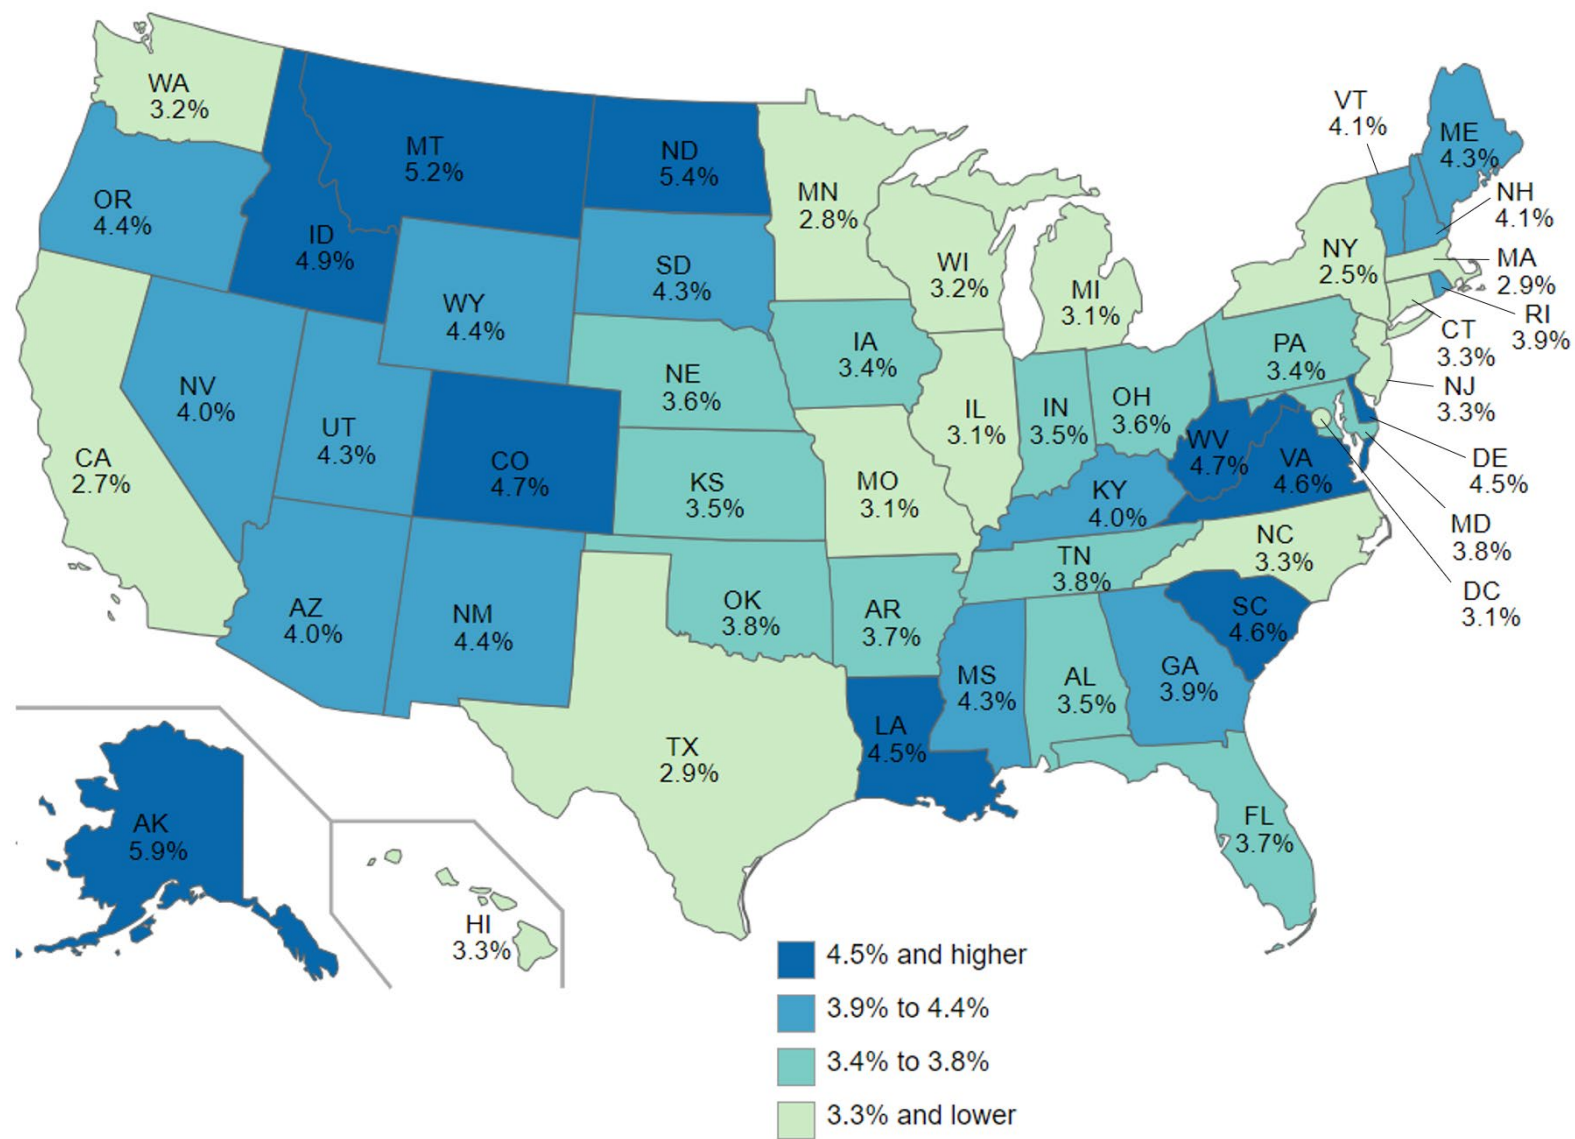 WA
3.2%
OR
4.4%
CA
2.7%
NV
4.0%
ID
4.9%
MT
5.2%
WY
4.4%
UT
4.3%
AZ
4.0%
CO
4.7%
NM
4.4%
ND
5.4%
SD
4.3%
NE
3.6%
KS
3.5%
OK
3.8%
TX
2.9%
MN
2.8%
IA
3.4%
MO
3.1%
AR
3.7%
LA
4.5%
WI
3.2%
IL
3.1%
MI
3.1%
IN
3.5%
OH
3.6%
KY
4.0%
TN
3.8%
MS
4.3%
AL
3.5%
GA
3.9%
FL
3.7%
SC
4.6%
NC
3.3%
VA
4.6%
WV
4.7%
PA
3.4%
NY
2.5%
VT
4.1%
ME
4.3%
NH
4.1%
MA
2.9%
RI
3.9%
CT
3.3%
NJ
3.3%
DE
4.5%
MD
3.8%
DC
3.1%
AK
5.9%
HI
3.3%
4.5% and higher
3.9% to 4.4%
3.4% to 3.8%
3.3% and lower